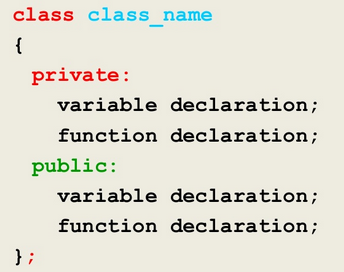 class class_name
{
private:
variable declaration;
function declaration;
public:
variable declaration;
function declaration;
};